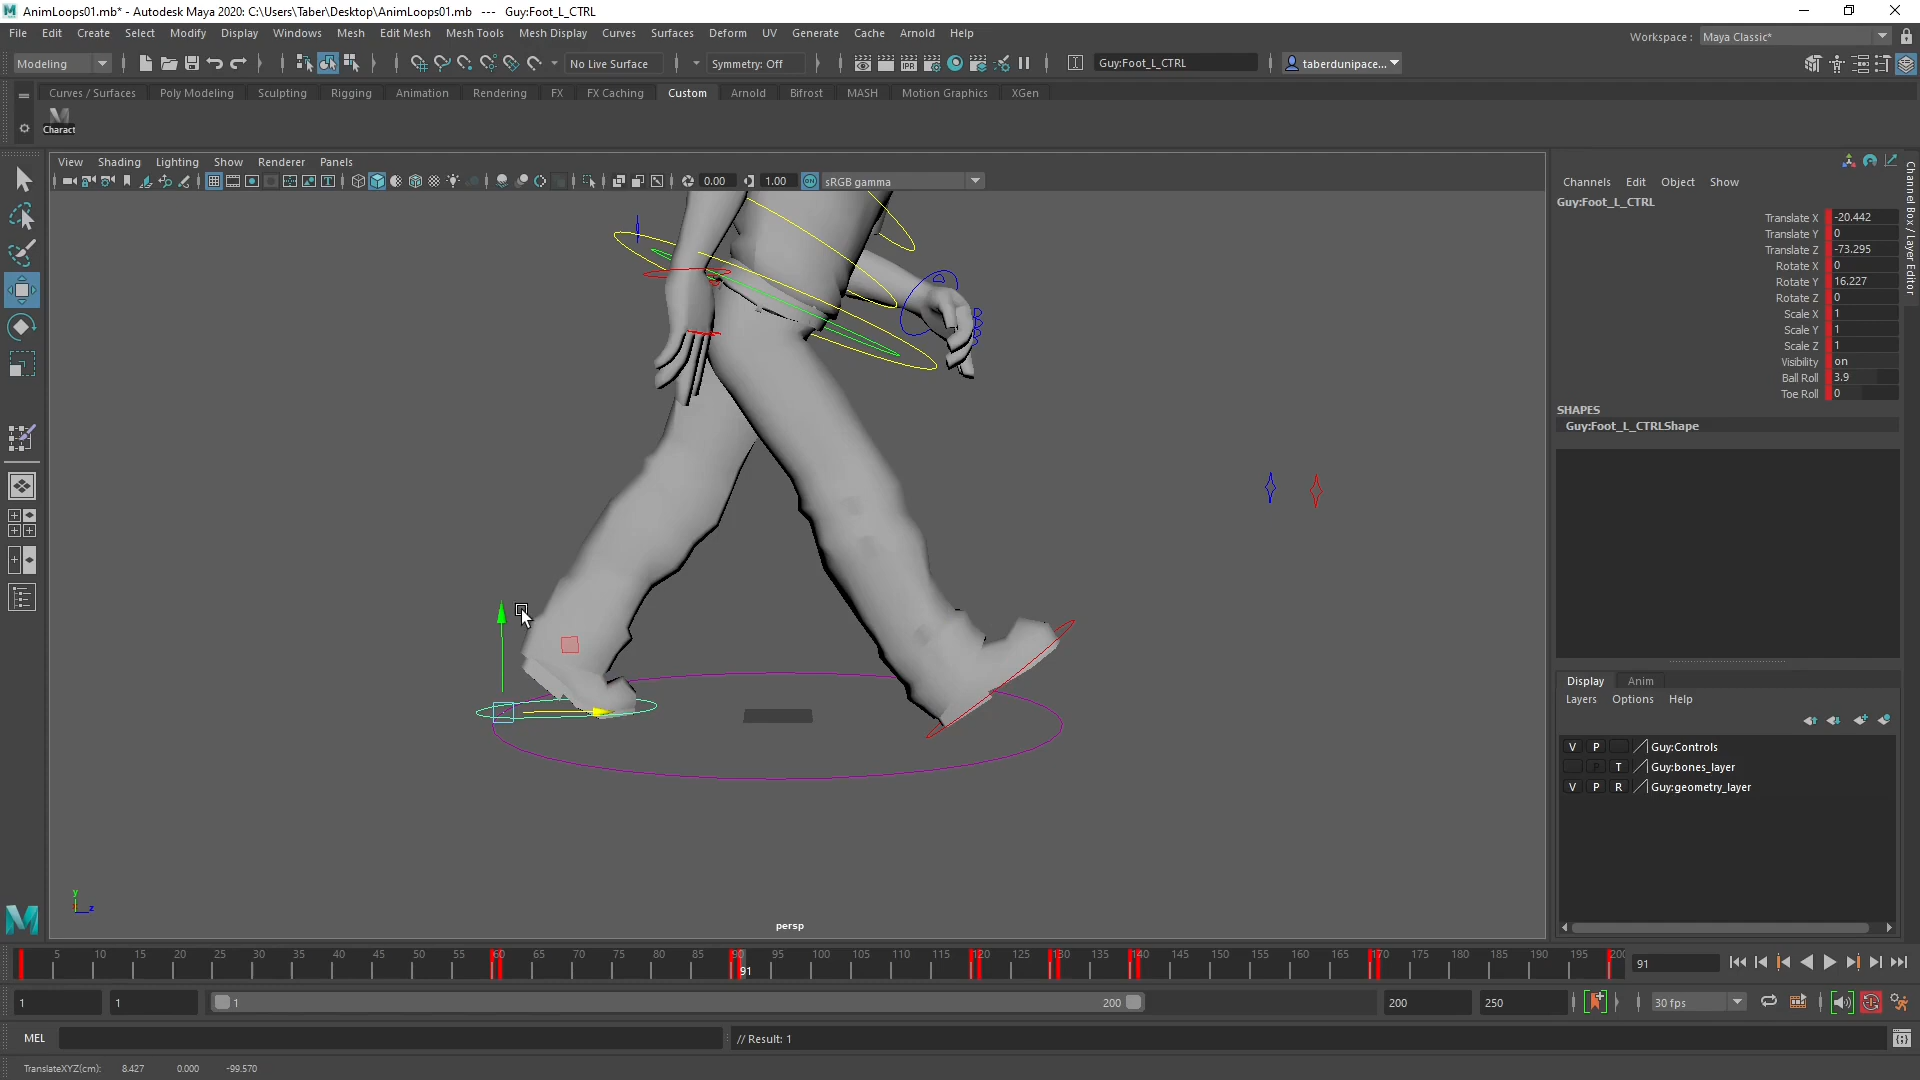 AnimLoops01.mb* - Autodesk Maya 2020: C:\Users\Taber\Desktop\AnimLoops01.mb --- Guy:Foot_L_CTRL
File Edit Create Select Modify Display Windows Mesh Edit Mesh Mesh Tools Mesh Display Curves Surfaces Deform UV Generate Cache Arnold Help
Workspace : Maya Classic*
Modeling No Live Surface Symmetry: Off Guy:Foot_L_CTRL taberdunipace...
Curves / Surfaces Poly Modeling Sculpting Rigging Animation Rendering FX FX Caching Custom Arnold Bifrost MASH Motion Graphics XGen
Charact
View Shading Lighting Show Renderer Panels
0.00 1.00 ON sRGB gamma
Channels Edit Object Show
Guy:Foot_L_CTRL
Translate X -20.442
Translate Y 0
Translate Z -73.295
Rotate X 0
Rotate Y 16.227
Rotate Z 0
Scale X 1
Scale Y 1
Scale Z 1
Visibility on
Ball Roll 3.9
Toe Roll 0
SHAPES
Guy:Foot_L_CTRLShape
Channel Box / Layer Editor
Display Anim
Layers Options Help
V P Guy:Controls
P T Guy:bones_layer
V P R Guy:geometry_layer
y
z
persp
5 10 15 20 25 30 35 40 45 50 55 60 65 70 75 80 85 90 95 100 105 110 115 120 125 130 135 140 145 150 155 160 165 170 175 180 185 190 195 200
91
91
1 1 1 200 200 250 30 fps
MEL // Result: 1
TranslateXYZ(cm): 8.427 0.000 -99.570